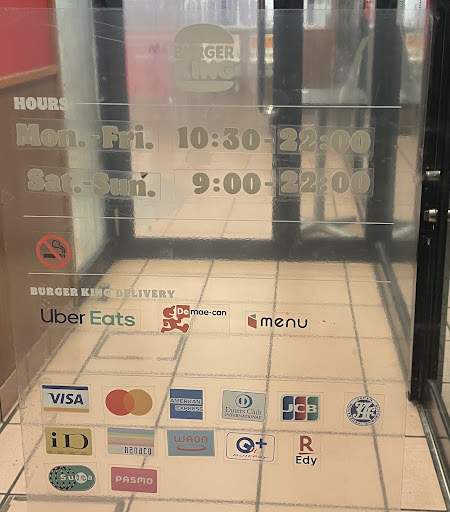 BURGER
KING
HOURS
Mon.-Fri. 10:30-22:00
Sat.-Sun. 9:00-22:00
BURGER KING DELIVERY
Uber Eats Demae-can menu
VISA mastercard AMERICAN EXPRESS Diners Club INTERNATIONAL JCB
iD nanaco WAON QUICPay+ R Edy
Suica PASMO